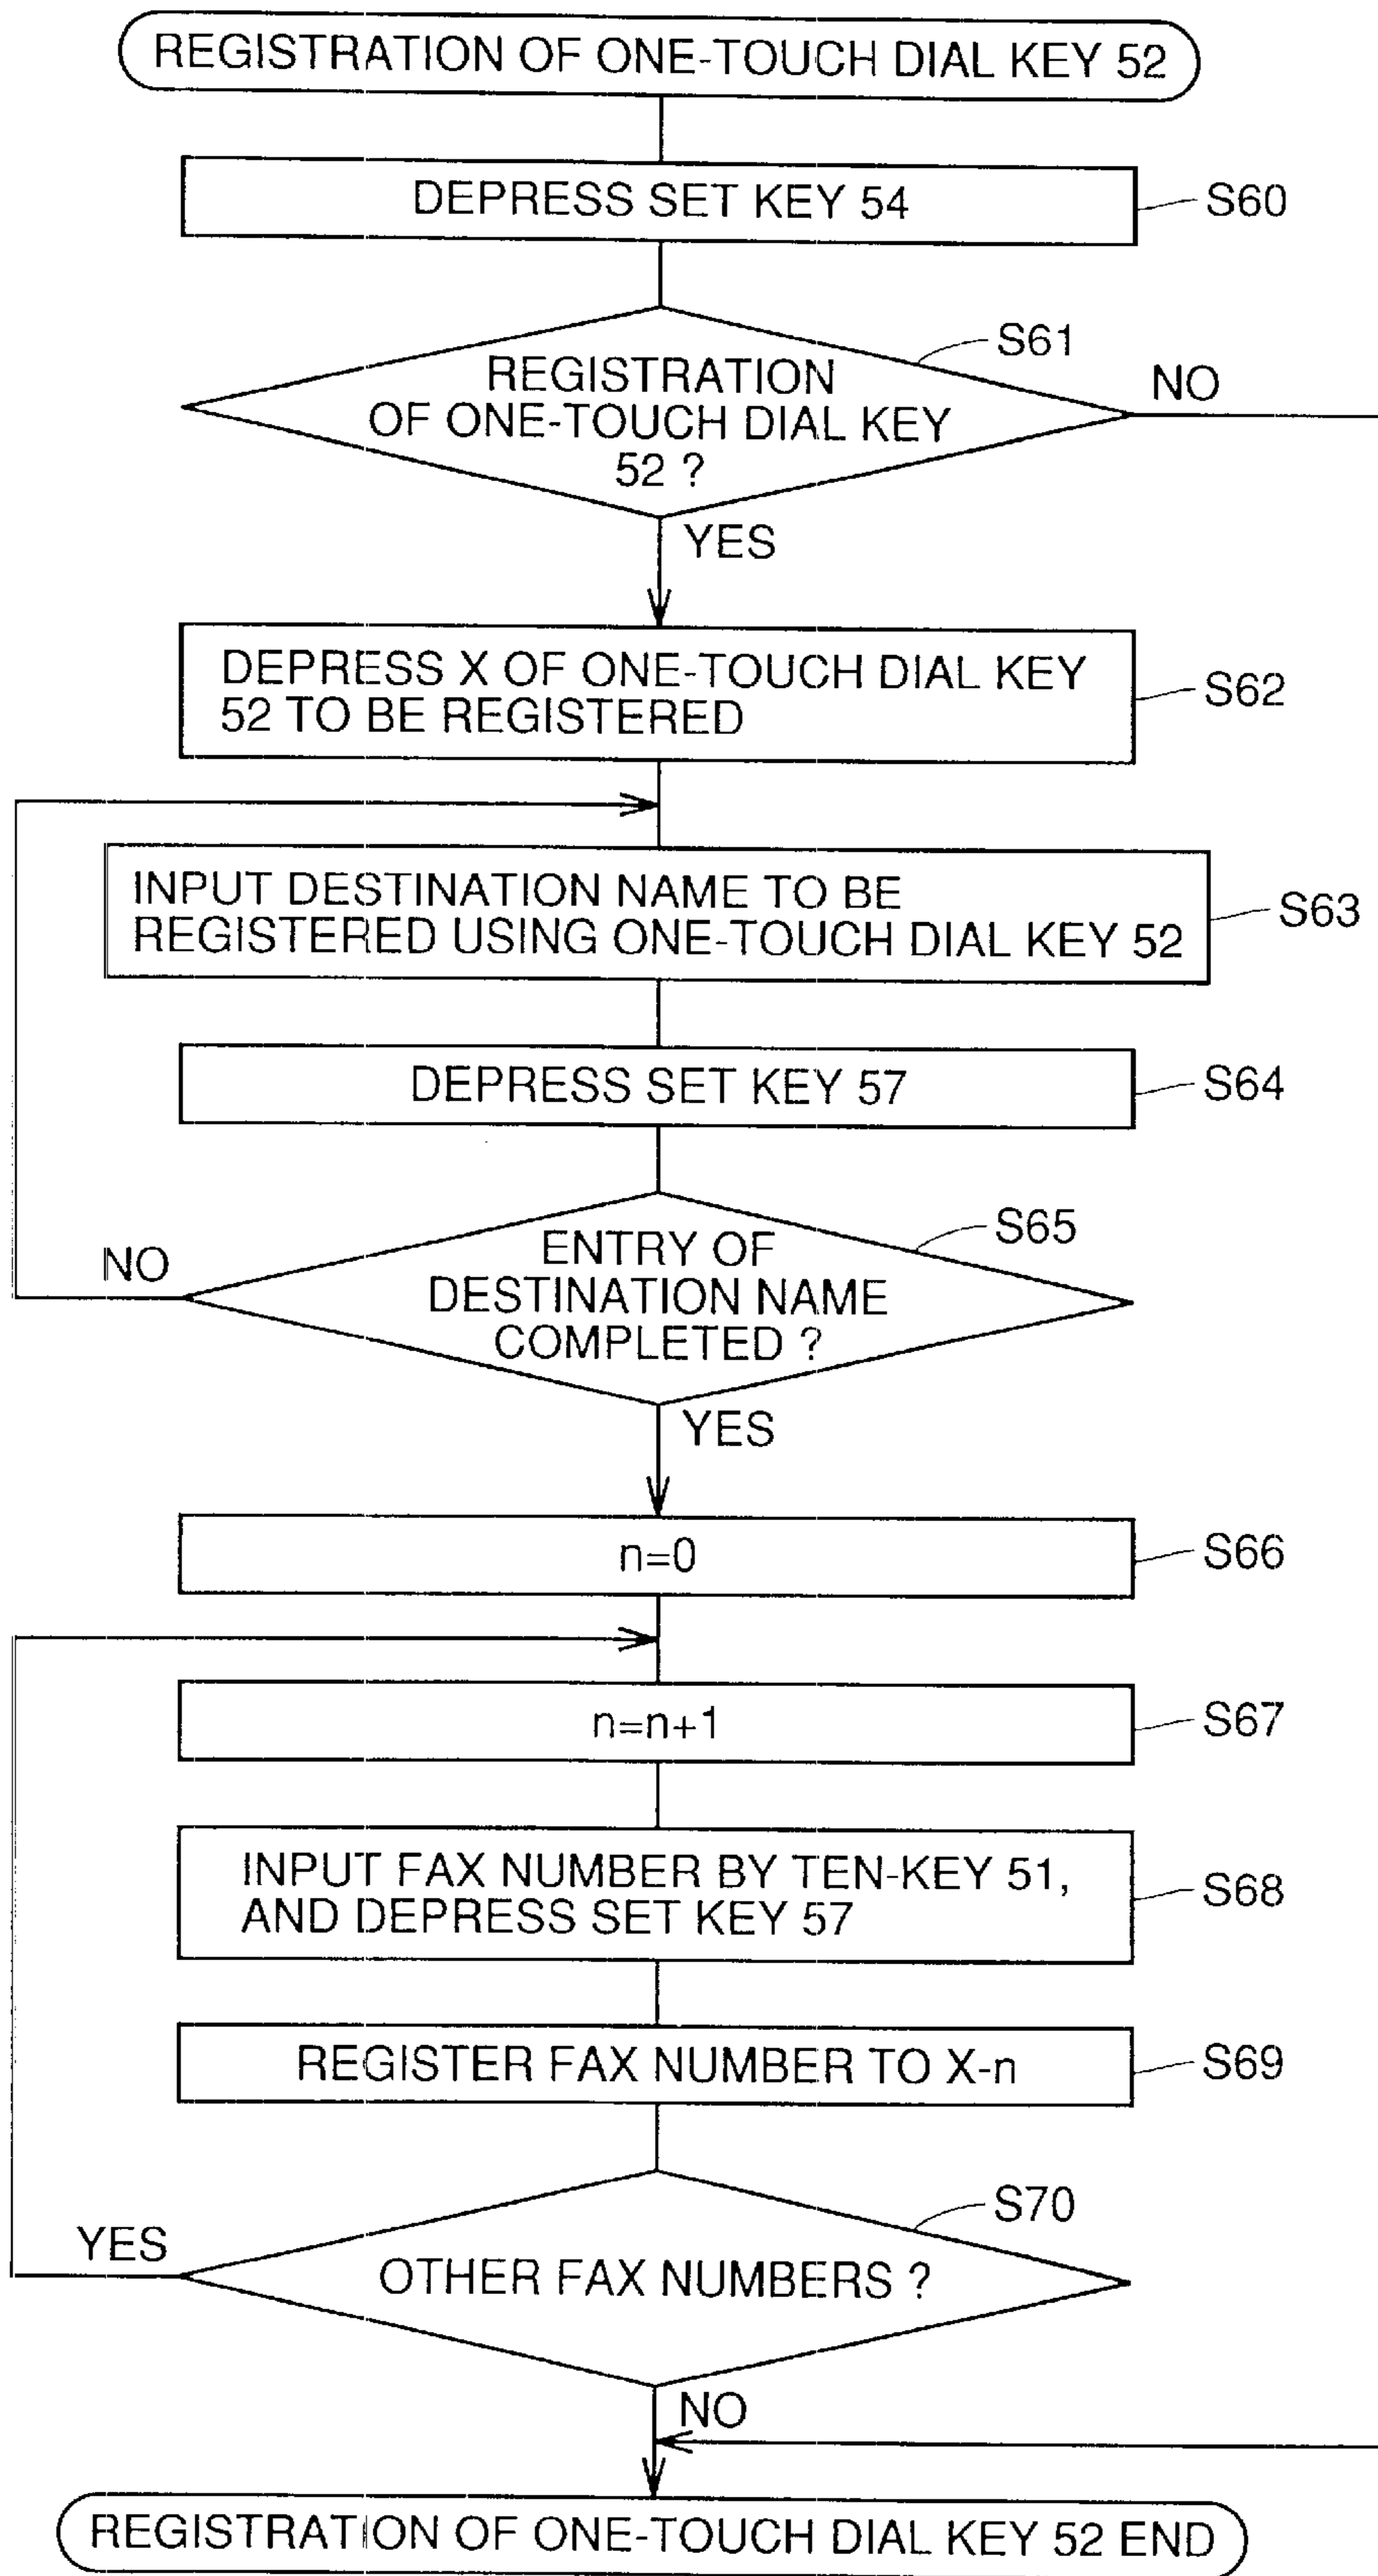 REGISTRATION OF ONE-TOUCH DIAL KEY 52
DEPRESS SET KEY 54
S60
S61
REGISTRATION
OF ONE-TOUCH DIAL KEY
52 ?
NO
YES
DEPRESS X OF ONE-TOUCH DIAL KEY
52 TO BE REGISTERED
S62
INPUT DESTINATION NAME TO BE
REGISTERED USING ONE-TOUCH DIAL KEY 52
S63
DEPRESS SET KEY 57
S64
S65
ENTRY OF
DESTINATION NAME
COMPLETED ?
NO
YES
n=0
S66
n=n+1
S67
INPUT FAX NUMBER BY TEN-KEY 51,
AND DEPRESS SET KEY 57
S68
REGISTER FAX NUMBER TO X-n
S69
S70
YES
OTHER FAX NUMBERS ?
NO
REGISTRATION OF ONE-TOUCH DIAL KEY 52 END